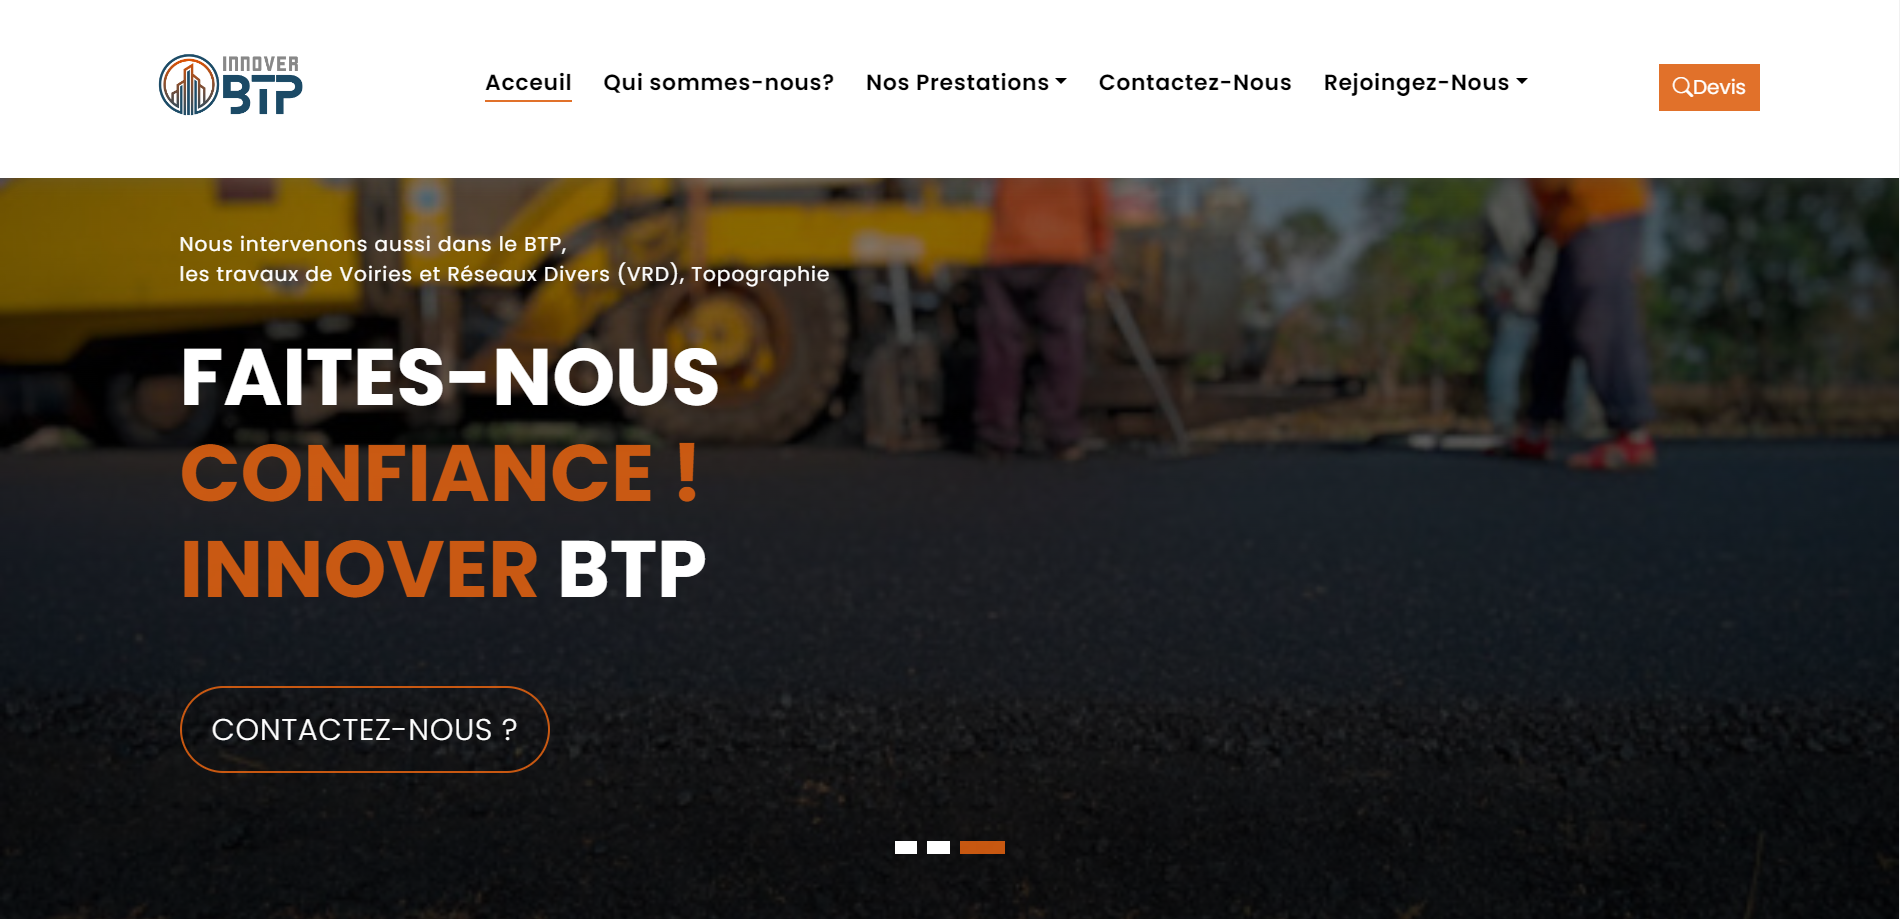 INNOVER
BTP
Acceuil
Qui sommes-nous?
Nos Prestations
Contactez-Nous
Rejoingez-Nous
Devis
Nous intervenons aussi dans le BTP,
les travaux de Voiries et Réseaux Divers (VRD), Topographie
FAITES-NOUS
CONFIANCE !
INNOVER BTP
CONTACTEZ-NOUS ?